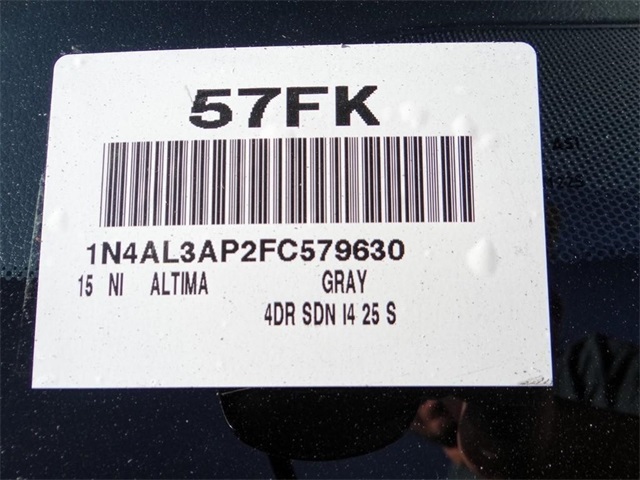 57FK
1N4AL3AP2FC579630
15 NI ALTIMA GRAY
4DR SDN I4 25 S